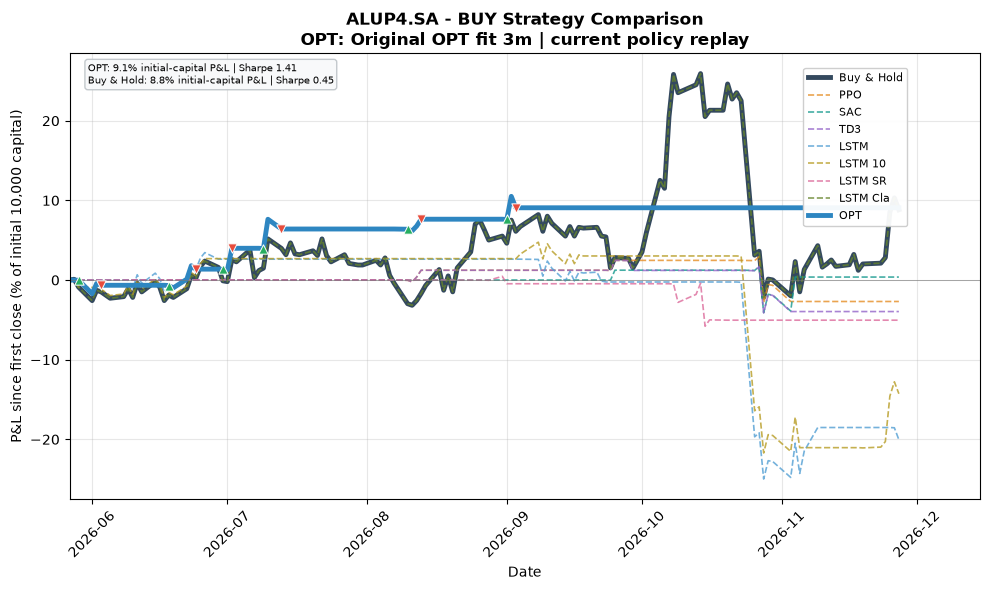 ALUP4.SA - BUY Strategy Comparison
OPT: Original OPT fit 3m | current policy replay
OPT: 9.1% initial-capital P&L | Sharpe 1.41
Buy & Hold: 8.8% initial-capital P&L | Sharpe 0.45
Buy & Hold
PPO
SAC
TD3
LSTM
LSTM 10
LSTM SR
LSTM Cla
OPT
P&L since first close (% of initial 10,000 capital)
20
10
0
−10
−20
2026-06
2026-07
2026-08
2026-09
2026-10
2026-11
2026-12
Date